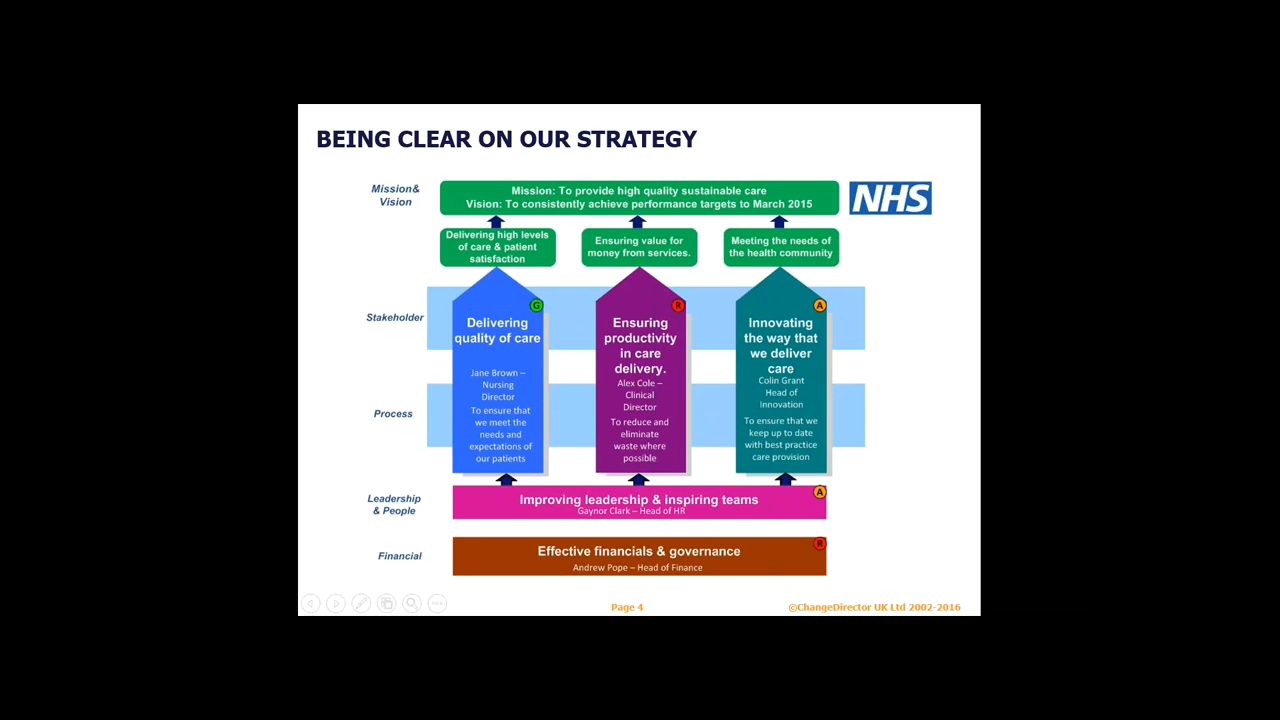 BEING CLEAR ON OUR STRATEGY
Mission&
Vision
Mission: To provide high quality sustainable care
Vision: To consistently achieve performance targets to March 2015
NHS
Delivering high levels
of care & patient
satisfaction
Ensuring value for
money from services.
Meeting the needs of
the health community
Stakeholder
G
Delivering
quality of care
Jane Brown –
Nursing
Director
To ensure that
we meet the
needs and
expectations of
our patients
R
Ensuring
productivity
in care
delivery.
Alex Cole –
Clinical
Director
To reduce and
eliminate
waste where
possible
A
Innovating
the way that
we deliver
care
Colin Grant
Head of
Innovation
To ensure that we
keep up to date
with best practice
care provision
Process
Leadership
& People
A
Improving leadership & inspiring teams
Gaynor Clark – Head of HR
Financial
R
Effective financials & governance
Andrew Pope – Head of Finance
Page 4
©ChangeDirector UK Ltd 2002-2016